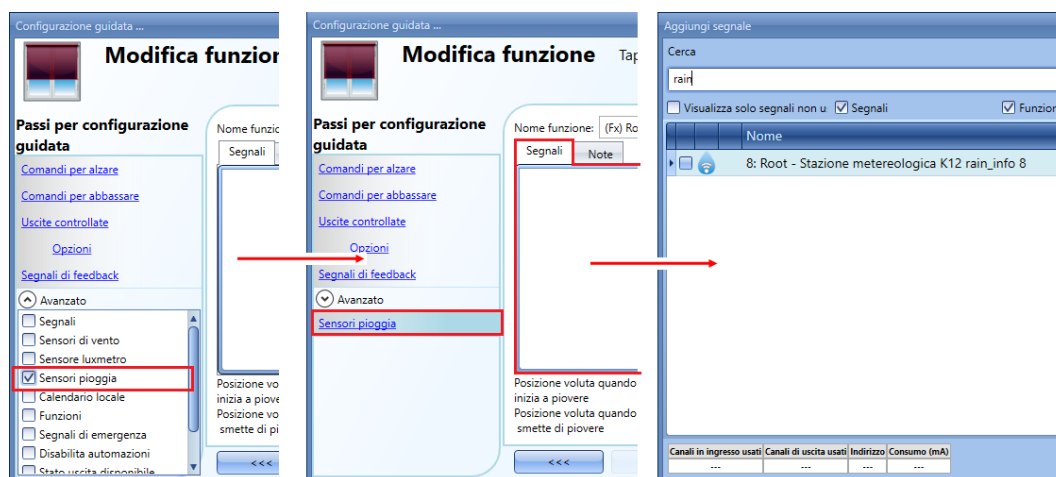 Configurazione guidata ...
Modifica funzion
Passi per configurazione
guidata
Comandi per alzare
Comandi per abbassare
Uscite controllate
Opzioni
Segnali di feedback
Avanzato
Segnali
Sensori di vento
Sensore luxmetro
Sensori pioggia
Calendario locale
Funzioni
Segnali di emergenza
Disabilita automazioni
Stato uscita disponibile
Nome funzio
Segnali
Posizione vo
inizia a piove
Posizione vo
smette di pi
<<<
Configurazione guidata ...
Modifica funzione Tap
Passi per configurazione
guidata
Comandi per alzare
Comandi per abbassare
Uscite controllate
Opzioni
Segnali di feedback
Avanzato
Sensori pioggia
Nome funzione: (Fx) Ro
Segnali Note
Posizione voluta quando
inizia a piovere
Posizione voluta quando
smette di piovere
<<<
Aggiungi segnale
Cerca
rain
Visualizza solo segnali non u Segnali Funzion
Nome
8: Root - Stazione metereologica K12 rain_info 8
Canali in ingresso usati Canali di uscita usati Indirizzo Consumo (mA)
--- --- --- ---